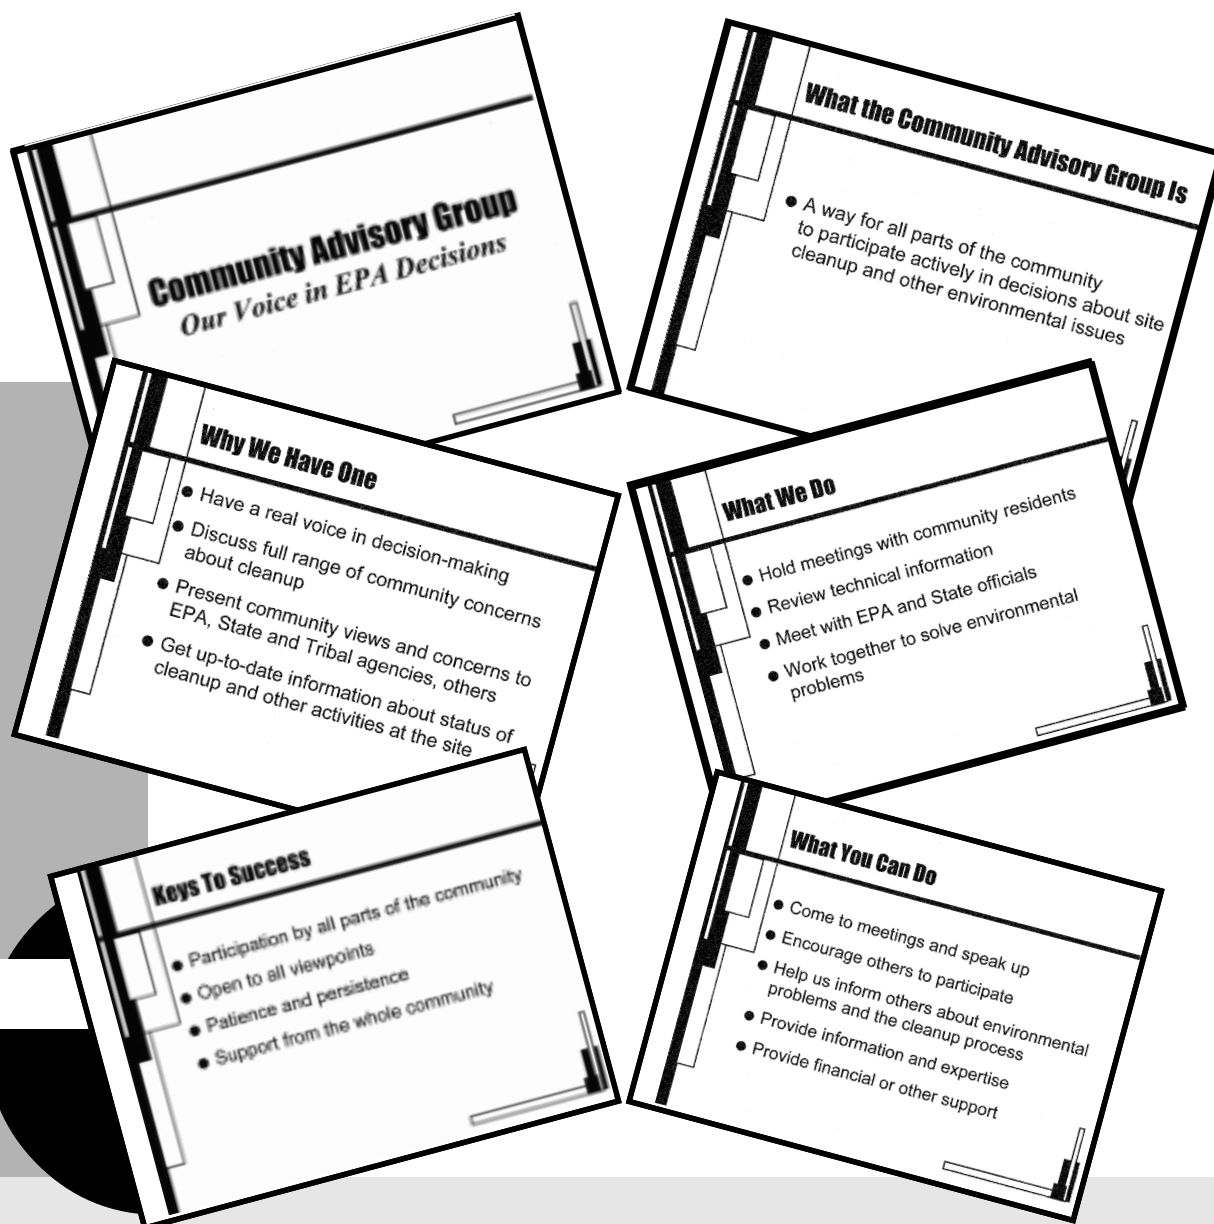 Community Advisory Group
Our Voice in EPA Decisions
What the Community Advisory Group Is
● A way for all parts of the community
to participate actively in decisions about site
cleanup and other environmental issues
Why We Have One
● Have a real voice in decision-making
● Discuss full range of community concerns
about cleanup
● Present community views and concerns to
EPA, State and Tribal agencies, others
● Get up-to-date information about status of
cleanup and other activities at the site
What We Do
● Hold meetings with community residents
● Review technical information
● Meet with EPA and State officials
● Work together to solve environmental
problems
Keys To Success
● Participation by all parts of the community
● Open to all viewpoints
● Patience and persistence
● Support from the whole community
What You Can Do
● Come to meetings and speak up
● Encourage others to participate
● Help us inform others about environmental
problems and the cleanup process
● Provide information and expertise
● Provide financial or other support